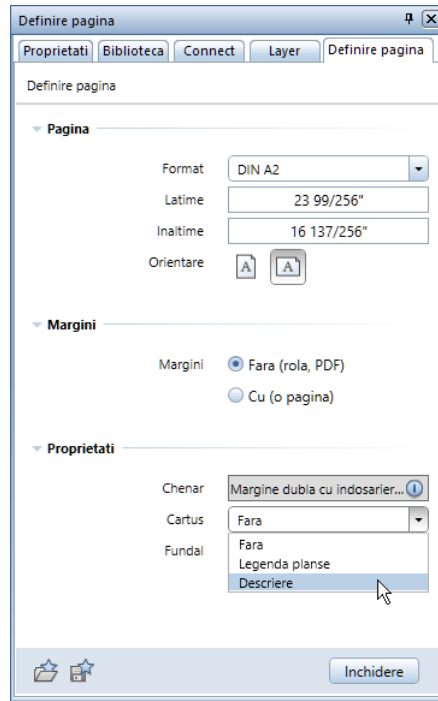 Definire pagina
Proprietati Biblioteca Connect Layer Definire pagina
Definire pagina
Pagina
Format DIN A2
Latime 23 99/256"
Inaltime 16 137/256"
Orientare A A
Margini
Margini Fara (rola, PDF)
Cu (o pagina)
Proprietati
Chenar Margine dubla cu indosarier...
Cartus Fara
Fundal Fara
Legenda planse
Descriere
Inchidere